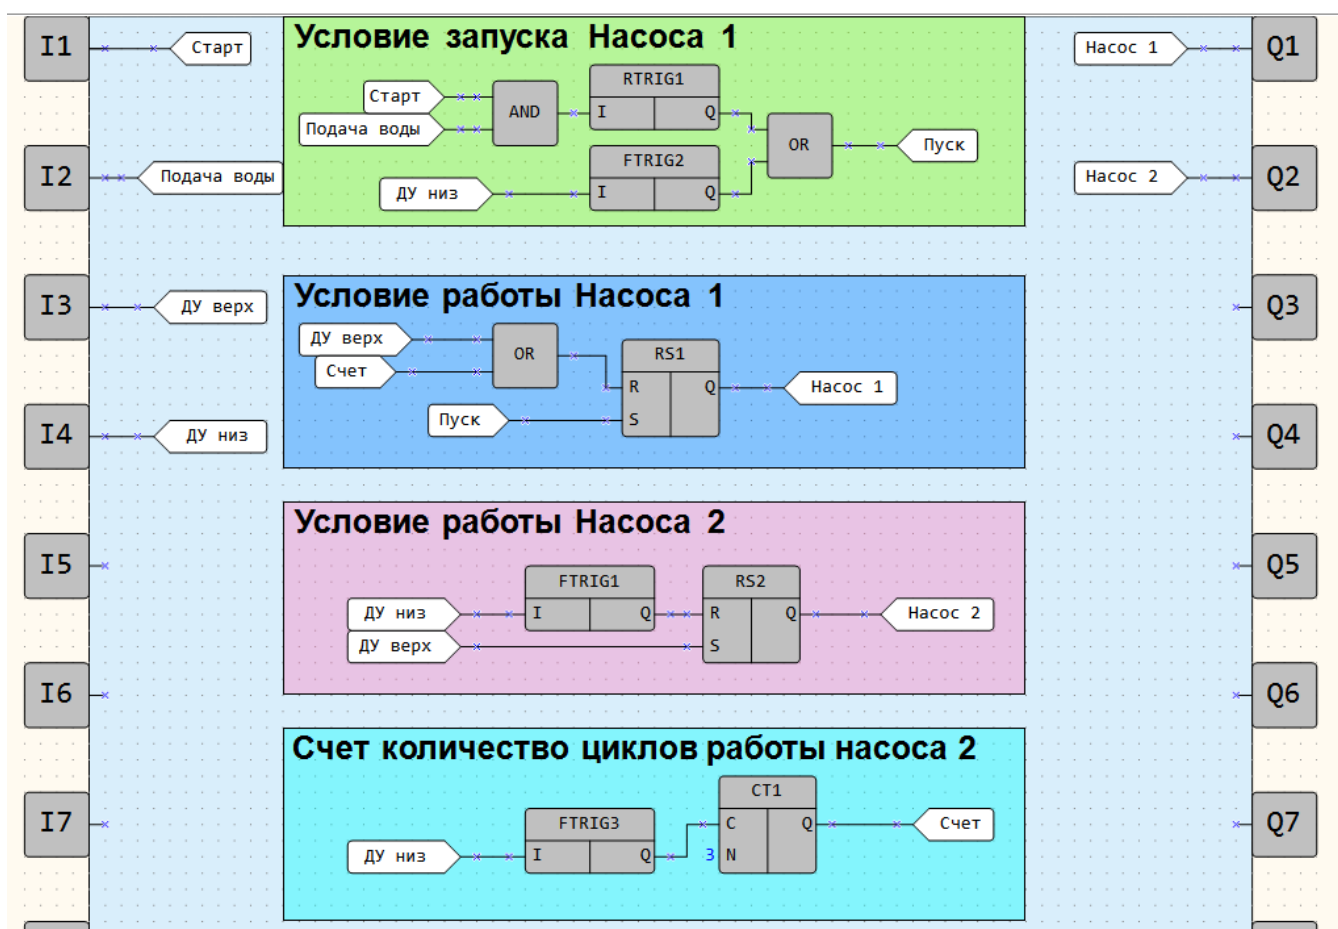 I1
Старт
I2
Подача воды
I3
ДУ верх
I4
ДУ низ
I5
I6
I7
Условие запуска Насоса 1
Старт
Подача воды
AND
RTRIG1
I Q
ДУ низ
FTRIG2
I Q
OR
Пуск
Условие работы Насоса 1
ДУ верх
Счет
OR
Пуск
RS1
R Q
S
Насос 1
Условие работы Насоса 2
ДУ низ
ДУ верх
FTRIG1
I Q
RS2
R Q
S
Насос 2
Счет количество циклов работы насоса 2
ДУ низ
FTRIG3
I Q
CT1
C Q
3 N
Счет
Насос 1
Q1
Насос 2
Q2
Q3
Q4
Q5
Q6
Q7